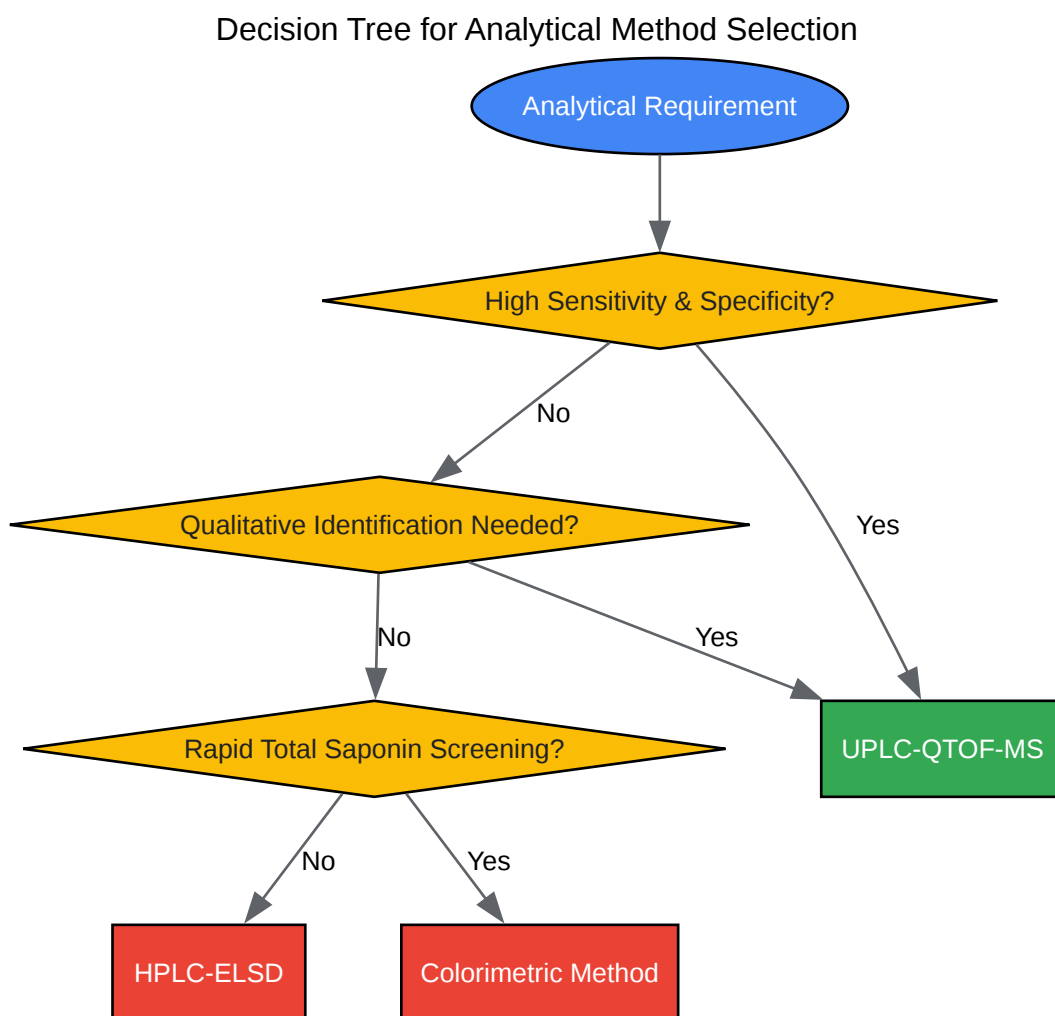 Decision Tree for Analytical Method Selection
Analytical Requirement
High Sensitivity & Specificity?
No
Yes
Qualitative Identification Needed?
No
Yes
UPLC-QTOF-MS
Rapid Total Saponin Screening?
No
Yes
HPLC-ELSD
Colorimetric Method